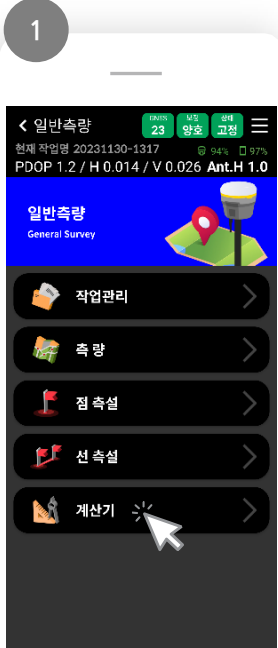 1
일반측량
GNSS
23
보정
양호
상태
고정
현재 작업명 20231130-1317
94%
97%
PDOP 1.2 / H 0.014 / V 0.026 Ant.H 1.0
일반측량
General Survey
작업관리
측 량
점 측설
선 측설
계산기